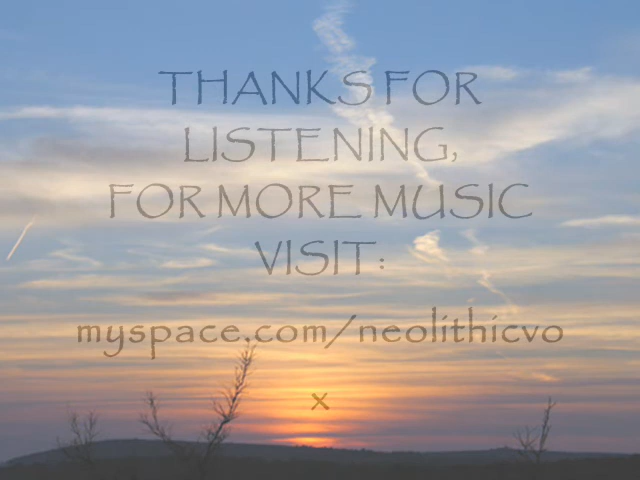 THANKS FOR
LISTENING,
FOR MORE MUSIC
VISIT:
myspace.com/neolithicvo
x